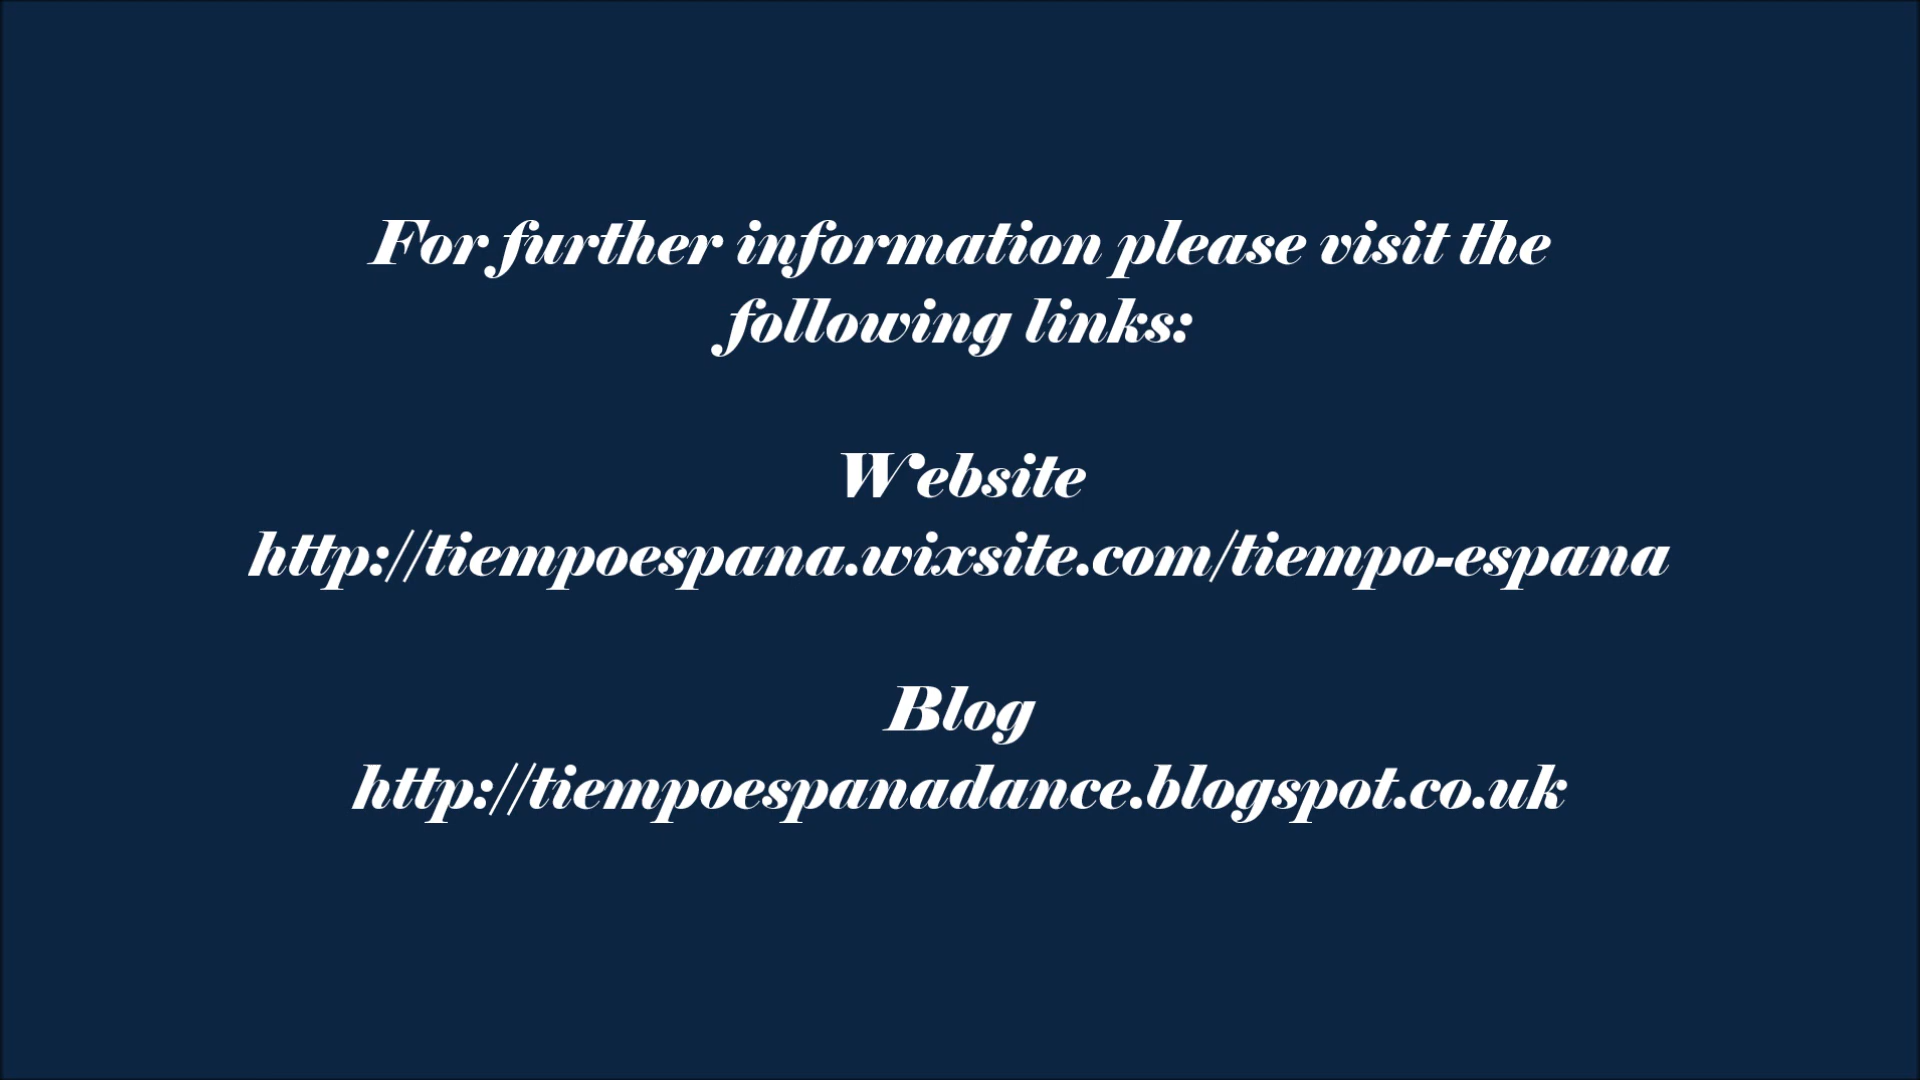 For further information please visit the
following links:
Website
http://tiempoespana.wixsite.com/tiempo-espana
Blog
http://tiempoespanadance.blogspot.co.uk